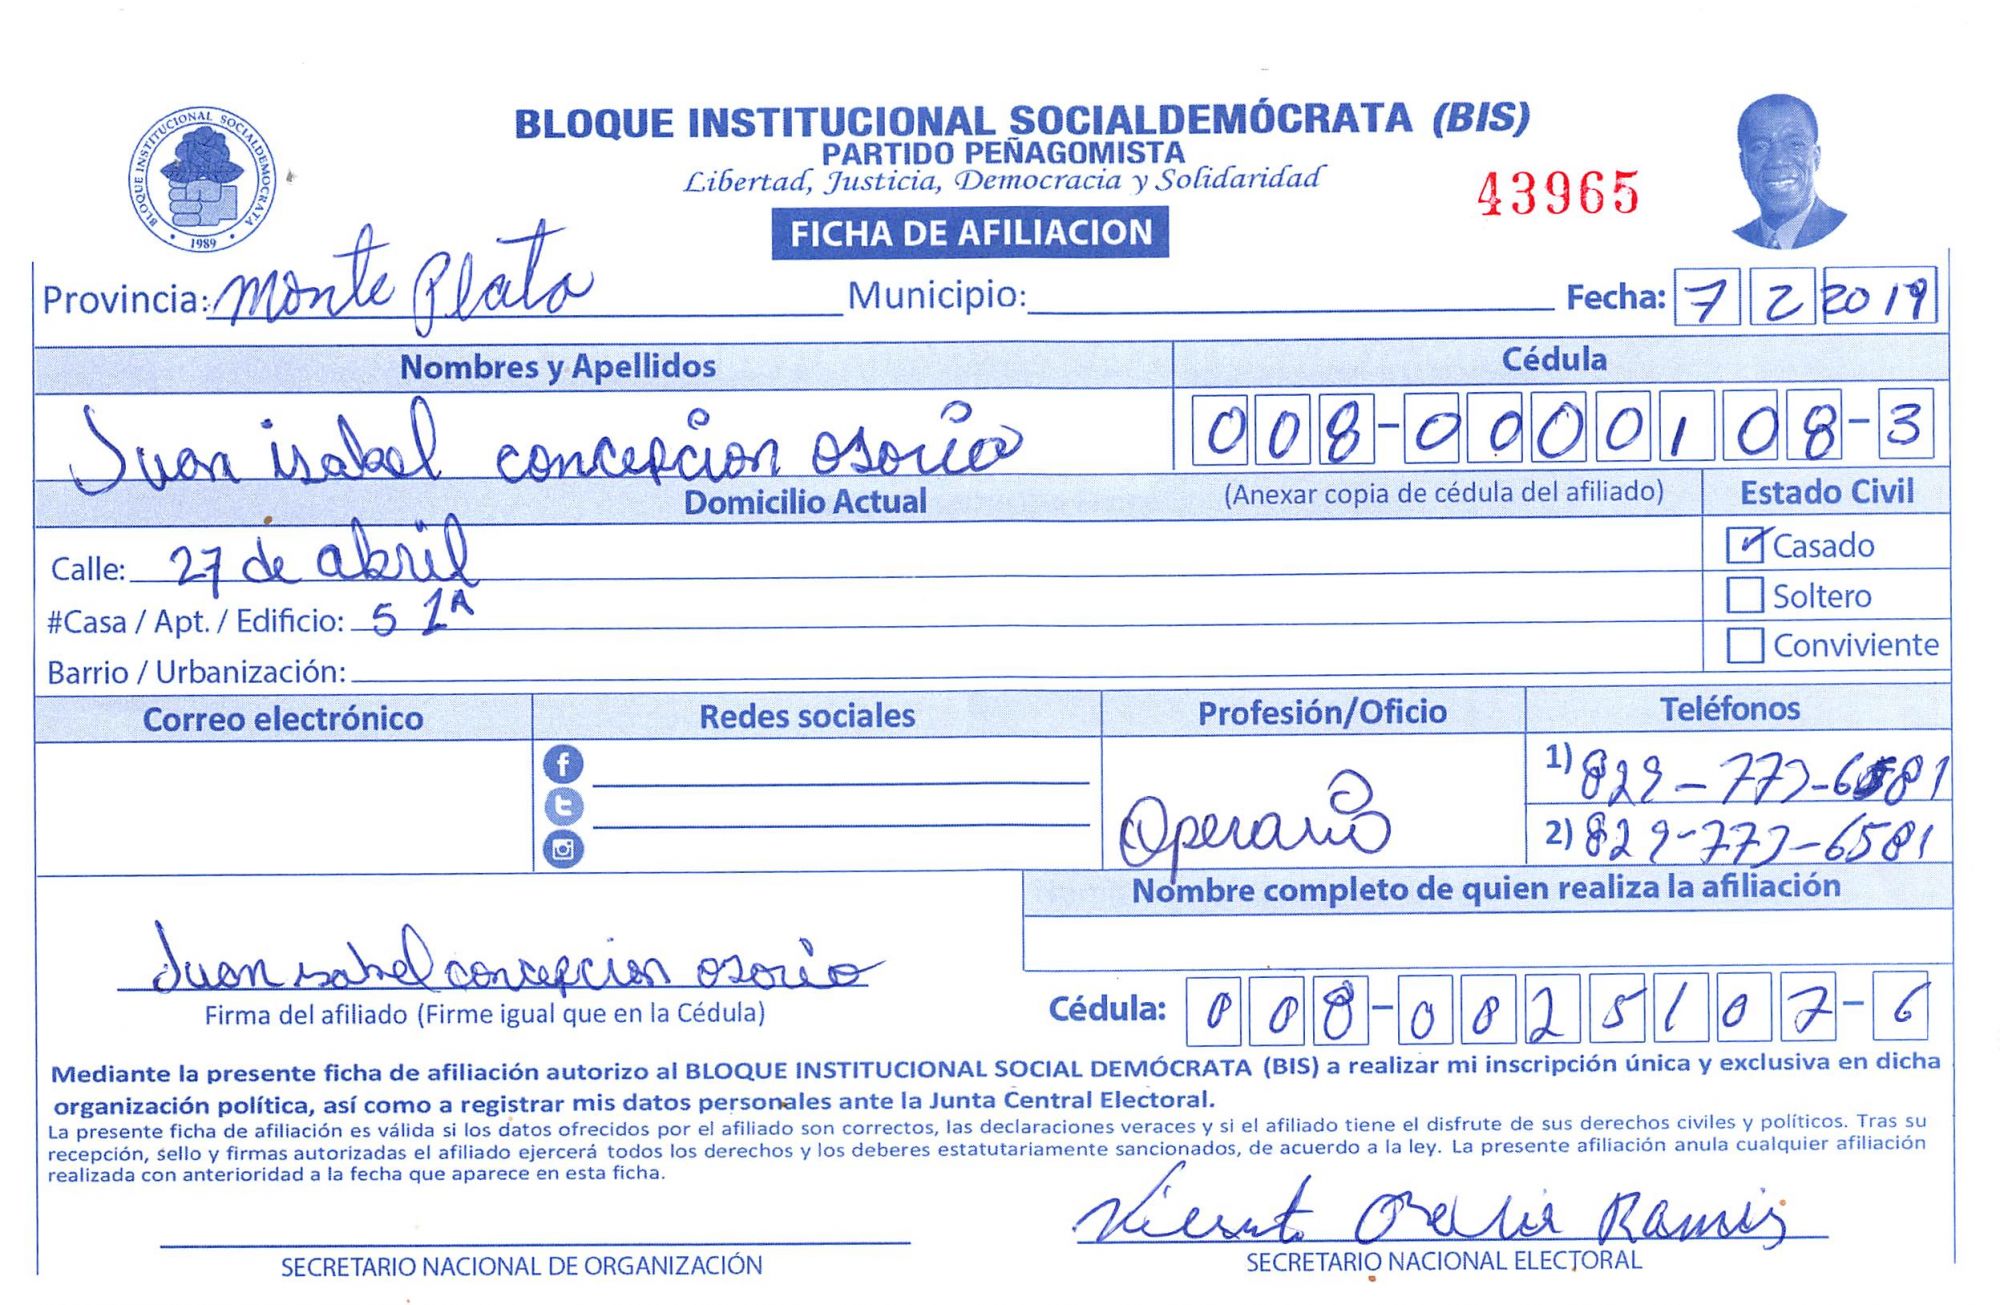 BLOQUE INSTITUCIONAL SOCIALDEMOCRATA
1989
BLOQUE INSTITUCIONAL SOCIALDEMÓCRATA (BIS)
PARTIDO PEÑAGOMISTA
Libertad, Justicia, Democracia y Solidaridad
43965
FICHA DE AFILIACION
Provincia: Monte Plata Municipio: Fecha: 7 2 2019
Nombres y Apellidos Cédula
Juan isabel concepcion osorio 008-0000108-3
Domicilio Actual (Anexar copia de cédula del afiliado) Estado Civil
Calle: 27 de abril Casado
#Casa / Apt. / Edificio: 5 1A Soltero
Barrio / Urbanización: Conviviente
Correo electrónico Redes sociales Profesión/Oficio Teléfonos
1) 829-777-6581
Operario
2) 829-777-6581
Nombre completo de quien realiza la afiliación
Juan isabel concepcion osorio
Firma del afiliado (Firme igual que en la Cédula) Cédula: 008-0025107-6
Mediante la presente ficha de afiliación autorizo al BLOQUE INSTITUCIONAL SOCIAL DEMÓCRATA (BIS) a realizar mi inscripción única y exclusiva en dicha
organización política, así como a registrar mis datos personales ante la Junta Central Electoral.
La presente ficha de afiliación es válida si los datos ofrecidos por el afiliado son correctos, las declaraciones veraces y si el afiliado tiene el disfrute de sus derechos civiles y políticos. Tras su
recepción, sello y firmas autorizadas el afiliado ejercerá todos los derechos y los deberes estatutariamente sancionados, de acuerdo a la ley. La presente afiliación anula cualquier afiliación
realizada con anterioridad a la fecha que aparece en esta ficha.
Ramirez
SECRETARIO NACIONAL DE ORGANIZACIÓN SECRETARIO NACIONAL ELECTORAL